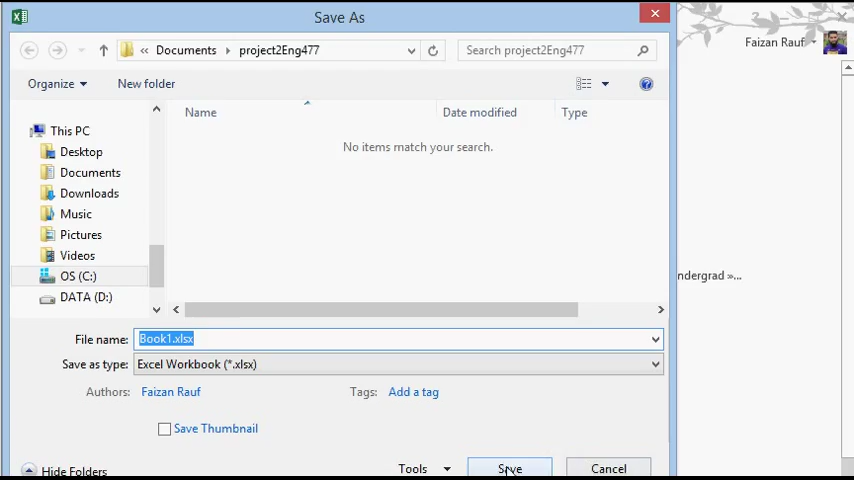 Save As
Faizan Rauf
« Documents project2Eng477
Search project2Eng477
Organize
New folder
Name
Date modified
Type
No items match your search.
This PC
Desktop
Documents
Downloads
Music
Pictures
Videos
OS (C:)
DATA (D:)
ndergrad »...
File name: Book1.xlsx
Save as type: Excel Workbook (*.xlsx)
Authors: Faizan Rauf
Tags: Add a tag
Save Thumbnail
Hide Folders
Tools
Save
Cancel